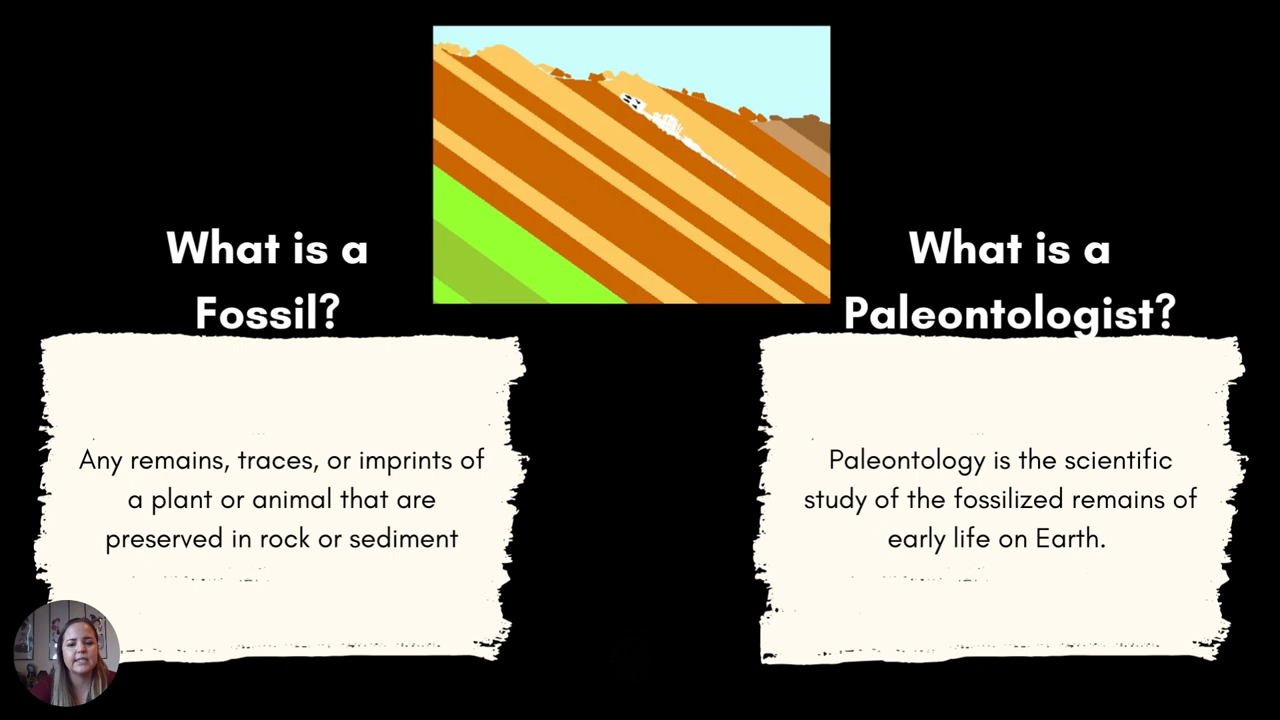 What is a
Fossil?
Any remains, traces, or imprints of
a plant or animal that are
preserved in rock or sediment
What is a
Paleontologist?
Paleontology is the scientific
study of the fossilized remains of
early life on Earth.